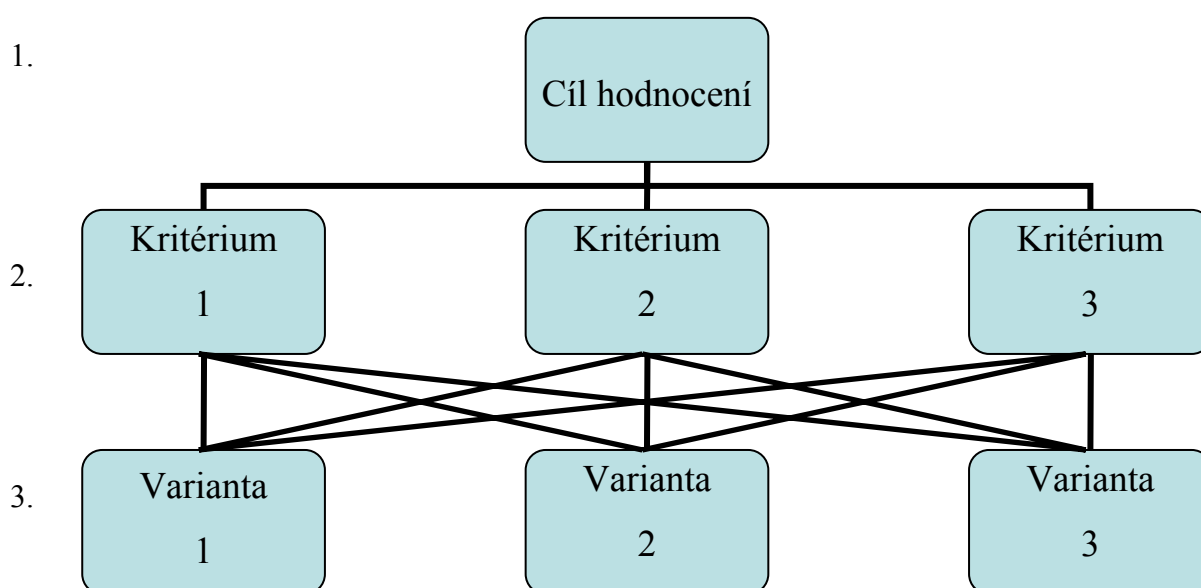 1.
Cíl hodnocení
2.
Kritérium
1
Kritérium
2
Kritérium
3
3.
Varianta
1
Varianta
2
Varianta
3